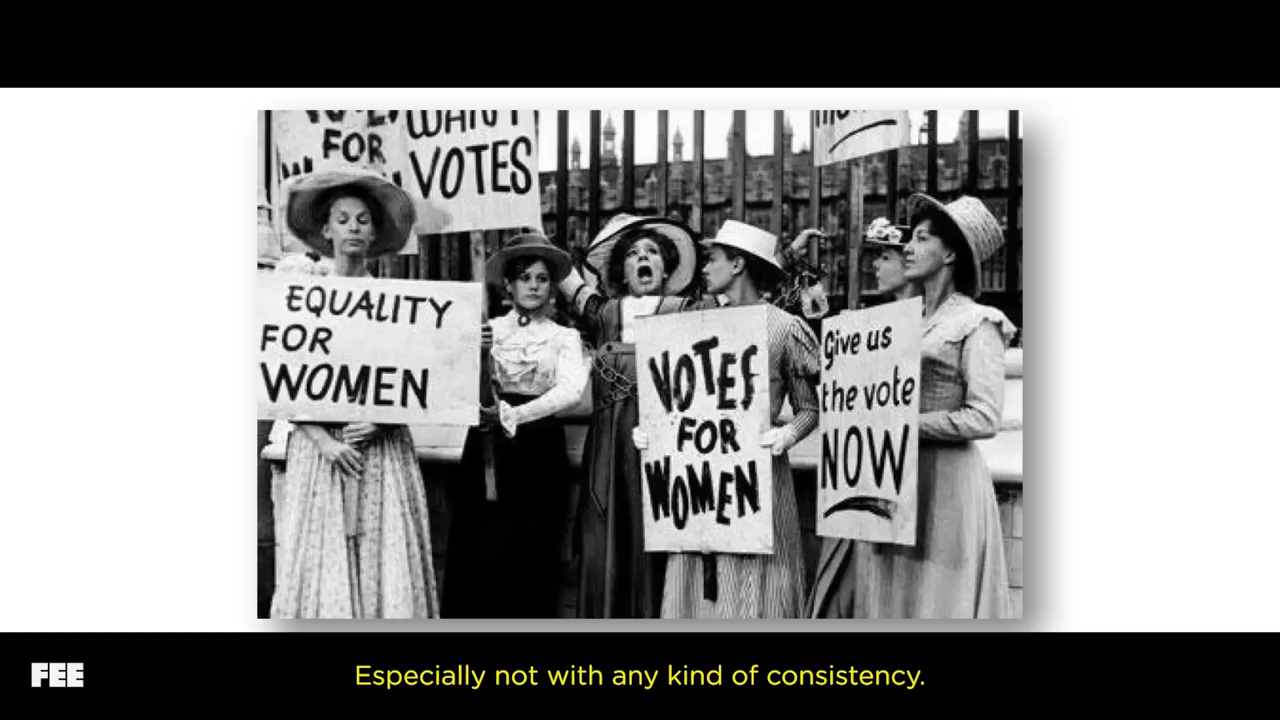 FOR
WANT
VOTES
EQUALITY
FOR
WOMEN
VOTES
FOR
WOMEN
Give us
the vote
NOW
FEE
Especially not with any kind of consistency.